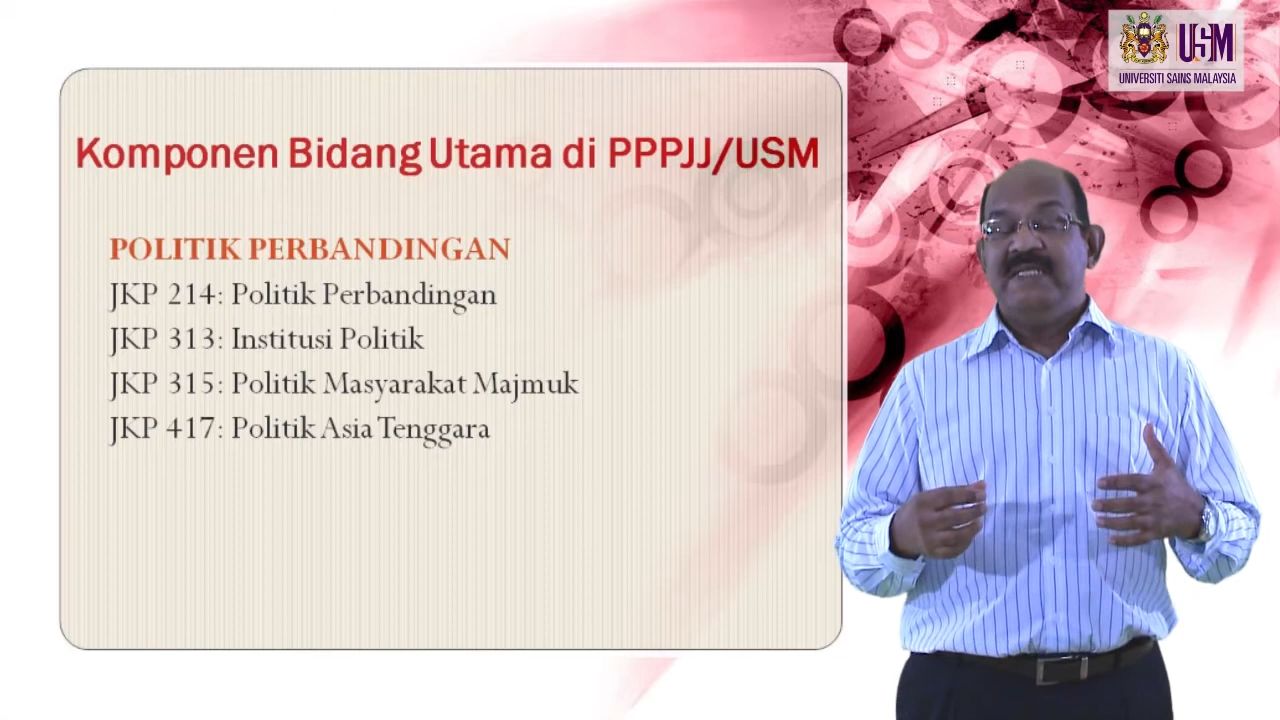 Komponen Bidang Utama di PPPJJ/USM
POLITIK PERBANDINGAN
JKP 214: Politik Perbandingan
JKP 313: Institusi Politik
JKP 315: Politik Masyarakat Majmuk
JKP 417: Politik Asia Tenggara
USM
UNIVERSITI SAINS MALAYSIA